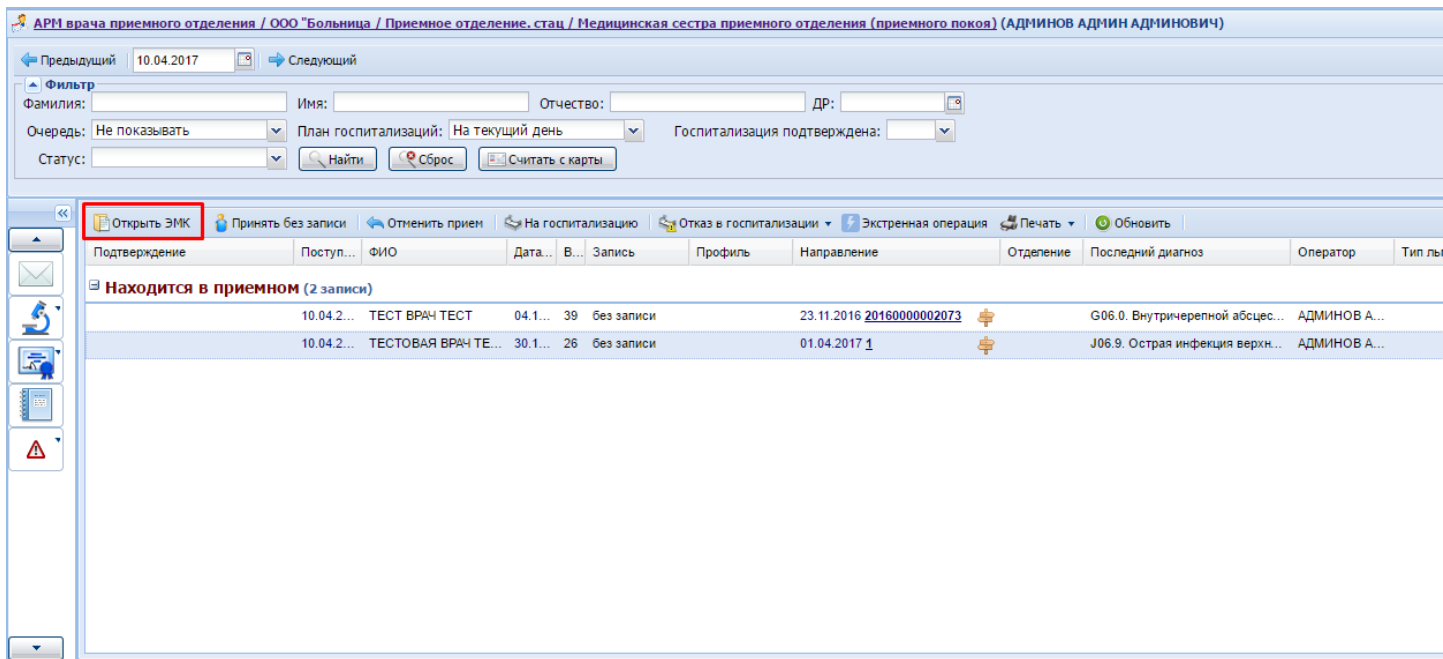 АРМ врача приемного отделения / ООО "Больница / Приемное отделение. стац / Медицинская сестра приемного отделения (приемного покоя) (АДМИНОВ АДМИН АДМИНОВИЧ)
Предыдущий 10.04.2017 Следующий
Фильтр
Фамилия: Имя: Отчество: ДР:
Очередь: Не показывать План госпитализаций: На текущий день Госпитализация подтверждена:
Статус: Найти Сброс Считать с карты
Открыть ЭМК Принять без записи Отменить прием На госпитализацию Отказ в госпитализации Экстренная операция Печать Обновить
Подтверждение Поступ... ФИО Дата... В... Запись Профиль Направление Отделение Последний диагноз Оператор Тип
Находится в приемном (2 записи)
10.04.2... ТЕСТ ВРАЧ ТЕСТ 04.1... 39 без записи 23.11.2016 20160000002073 G06.0. Внутричерепной абсцес... АДМИНОВ А...
10.04.2... ТЕСТОВАЯ ВРАЧ ТЕ... 30.1... 26 без записи 01.04.2017 1 J06.9. Острая инфекция верхн... АДМИНОВ А...